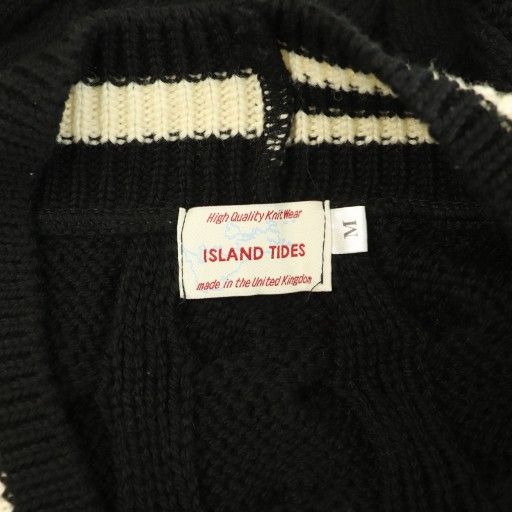 High Quality KnitWear
ISLAND TIDES
made in the United Kingdom
M